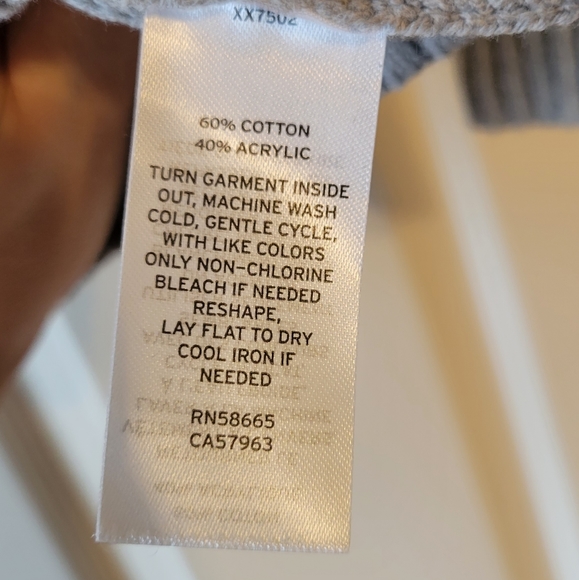 XX7502
60% COTTON
40% ACRYLIC
TURN GARMENT INSIDE
OUT, MACHINE WASH
COLD, GENTLE CYCLE,
WITH LIKE COLORS
ONLY NON-CHLORINE
BLEACH IF NEEDED
RESHAPE,
LAY FLAT TO DRY
COOL IRON IF
NEEDED
RN58665
CA57963